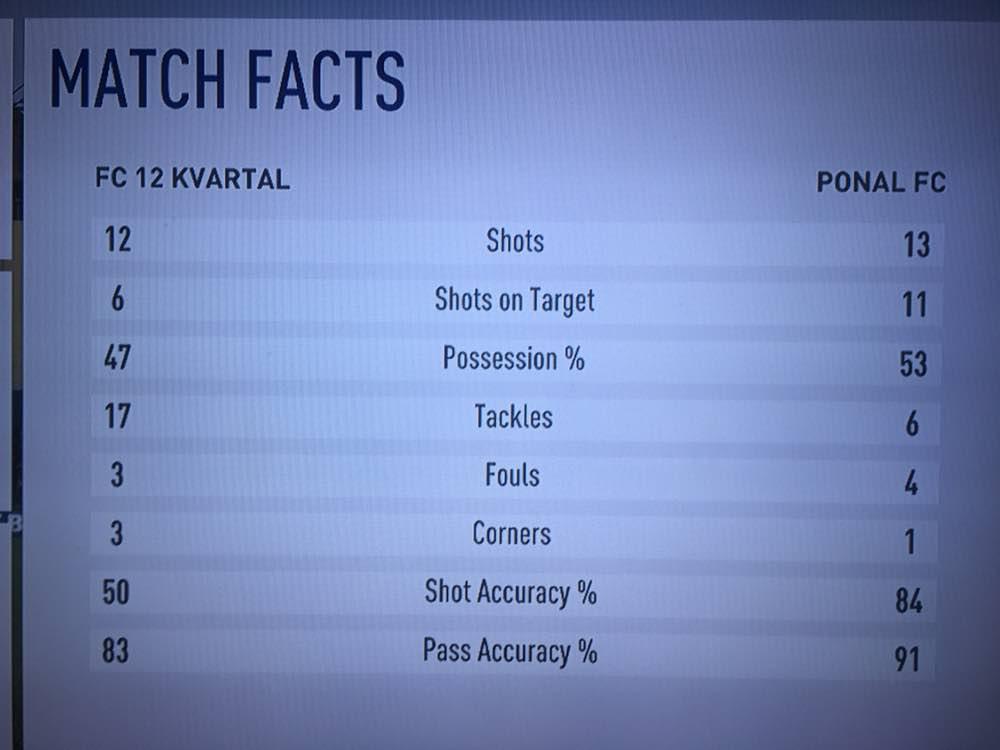 MATCH FACTS
FC 12 KVARTAL PONAL FC
12 Shots 13
6 Shots on Target 11
47 Possession % 53
17 Tackles 6
3 Fouls 4
3 Corners 1
50 Shot Accuracy % 84
83 Pass Accuracy % 91